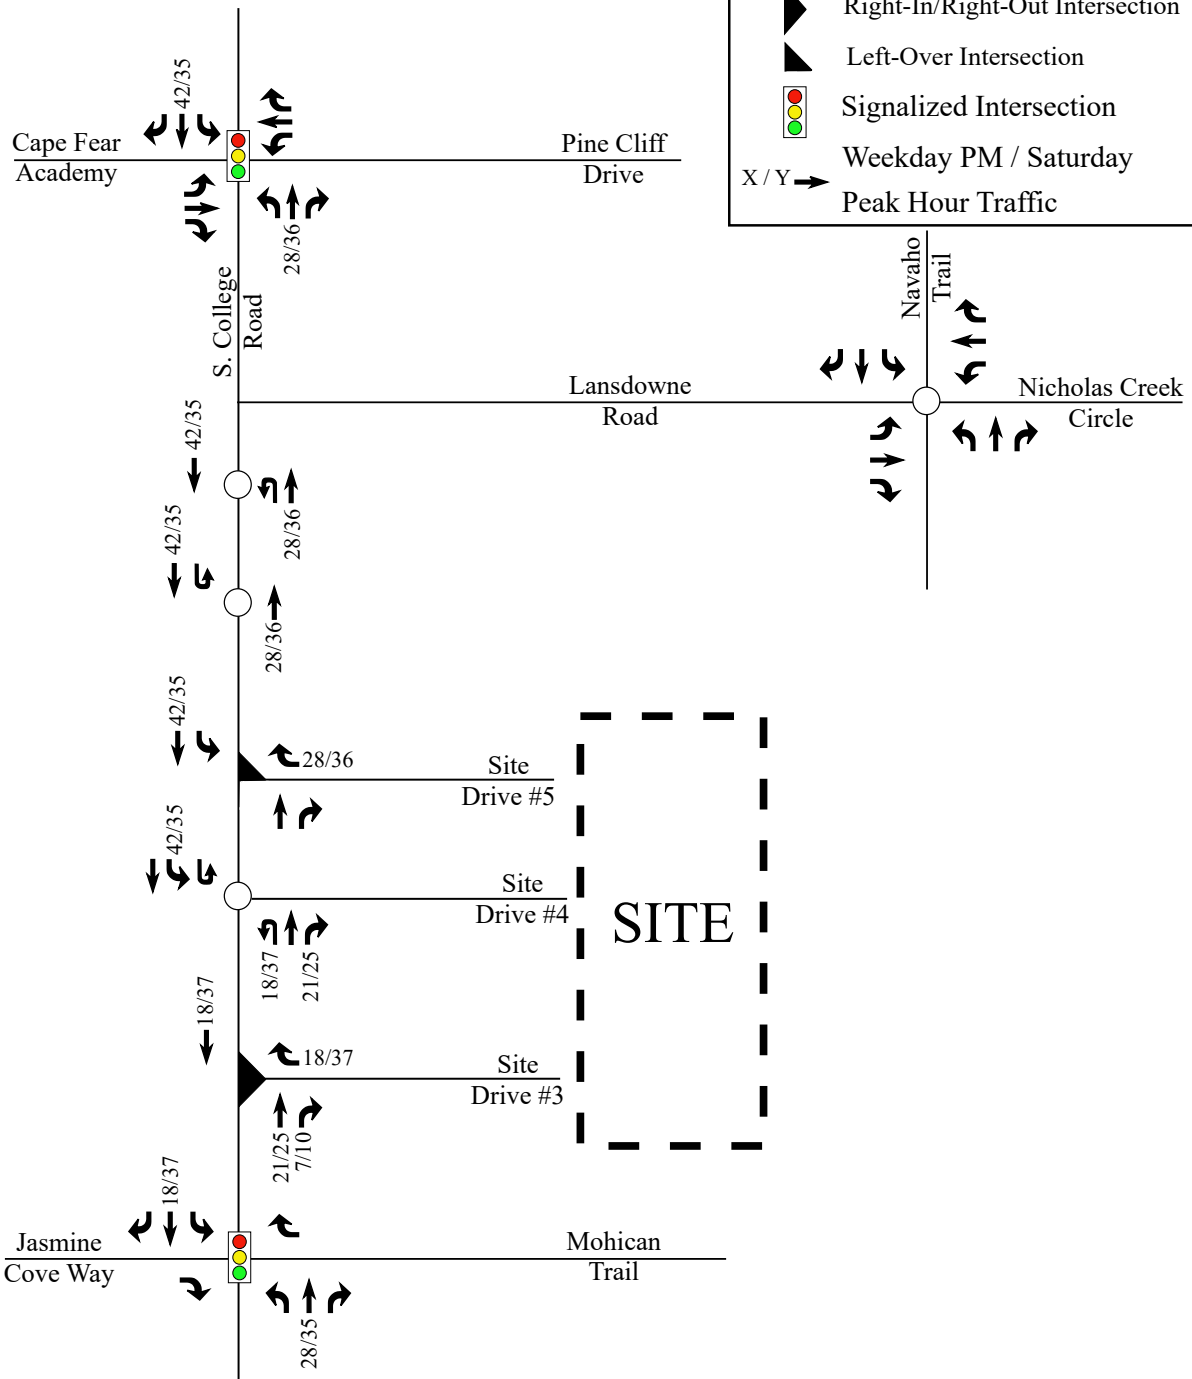 Right-In/Right-Out Intersection
Left-Over Intersection
Signalized Intersection
Weekday PM / Saturday
X / Y
Peak Hour Traffic
42/35
Cape Fear
Academy
Pine Cliff
Drive
28/36
S. College
Road
Navaho
Trail
Lansdowne
Road
Nicholas Creek
Circle
42/35
28/36
42/35
28/36
42/35
28/36
Site
Drive #5
42/35
Site
Drive #4
SITE
18/37
21/25
18/37
18/37
Site
Drive #3
21/25
7/10
18/37
Jasmine
Cove Way
Mohican
Trail
28/35